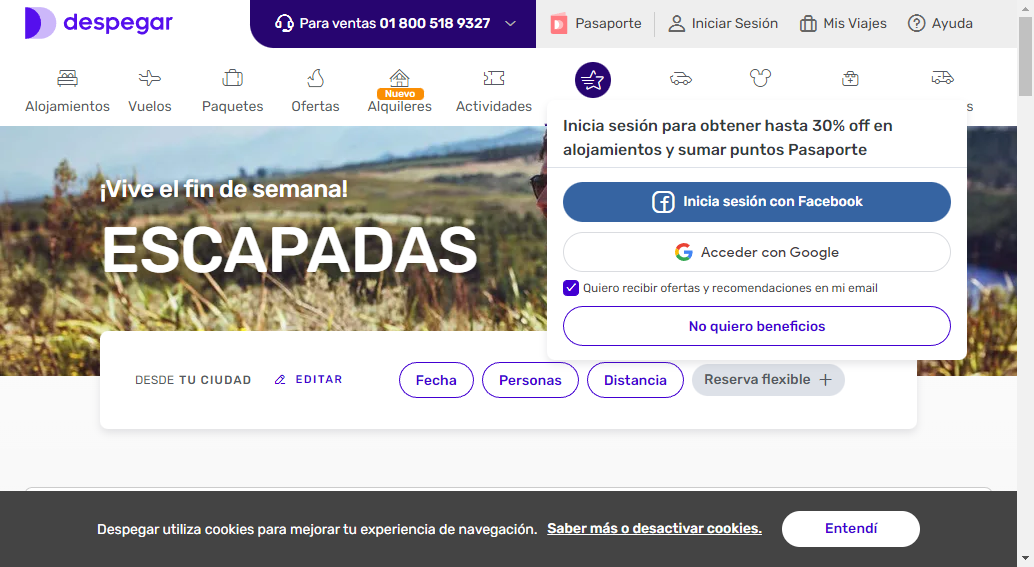 despegar
Para ventas 01 800 518 9327
Pasaporte
Iniciar Sesión
Mis Viajes
Ayuda
Alojamientos
Vuelos
Paquetes
Ofertas
Nuevo
Alquileres
Actividades
7
s
Inicia sesión para obtener hasta 30% off en
alojamientos y sumar puntos Pasaporte
Inicia sesión con Facebook
Acceder con Google
Quiero recibir ofertas y recomendaciones en mi email
No quiero beneficios
¡Vive el fin de semana!
ESCAPADAS
DESDE TU CIUDAD
EDITAR
Fecha
Personas
Distancia
Reserva flexible +
Despegar utiliza cookies para mejorar tu experiencia de navegación. Saber más o desactivar cookies.
Entendí